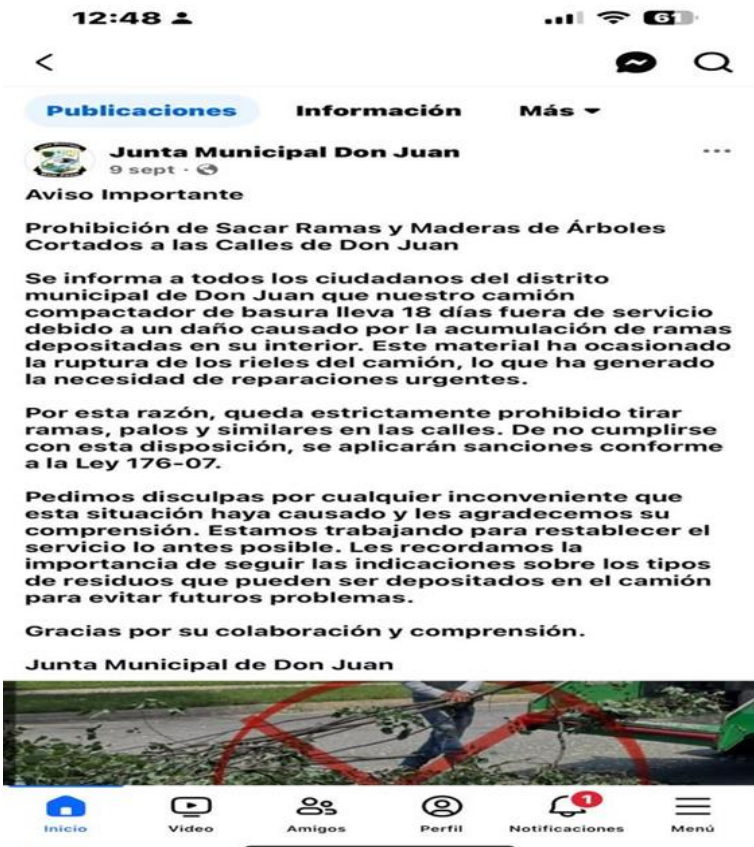 12:48
61
Publicaciones Información Más
Junta Municipal Don Juan
9 sept
Aviso Importante
Prohibición de Sacar Ramas y Maderas de Árboles
Cortados a las Calles de Don Juan
Se informa a todos los ciudadanos del distrito
municipal de Don Juan que nuestro camión
compactador de basura lleva 18 días fuera de servicio
debido a un daño causado por la acumulación de ramas
depositadas en su interior. Este material ha ocasionado
la ruptura de los rieles del camión, lo que ha generado
la necesidad de reparaciones urgentes.
Por esta razón, queda estrictamente prohibido tirar
ramas, palos y similares en las calles. De no cumplirse
con esta disposición, se aplicarán sanciones conforme
a la Ley 176-07.
Pedimos disculpas por cualquier inconveniente que
esta situación haya causado y les agradecemos su
comprensión. Estamos trabajando para restablecer el
servicio lo antes posible. Les recordamos la
importancia de seguir las indicaciones sobre los tipos
de residuos que pueden ser depositados en el camión
para evitar futuros problemas.
Gracias por su colaboración y comprensión.
Junta Municipal de Don Juan
1
Inicio Video Amigos Perfil Notificaciones Menú